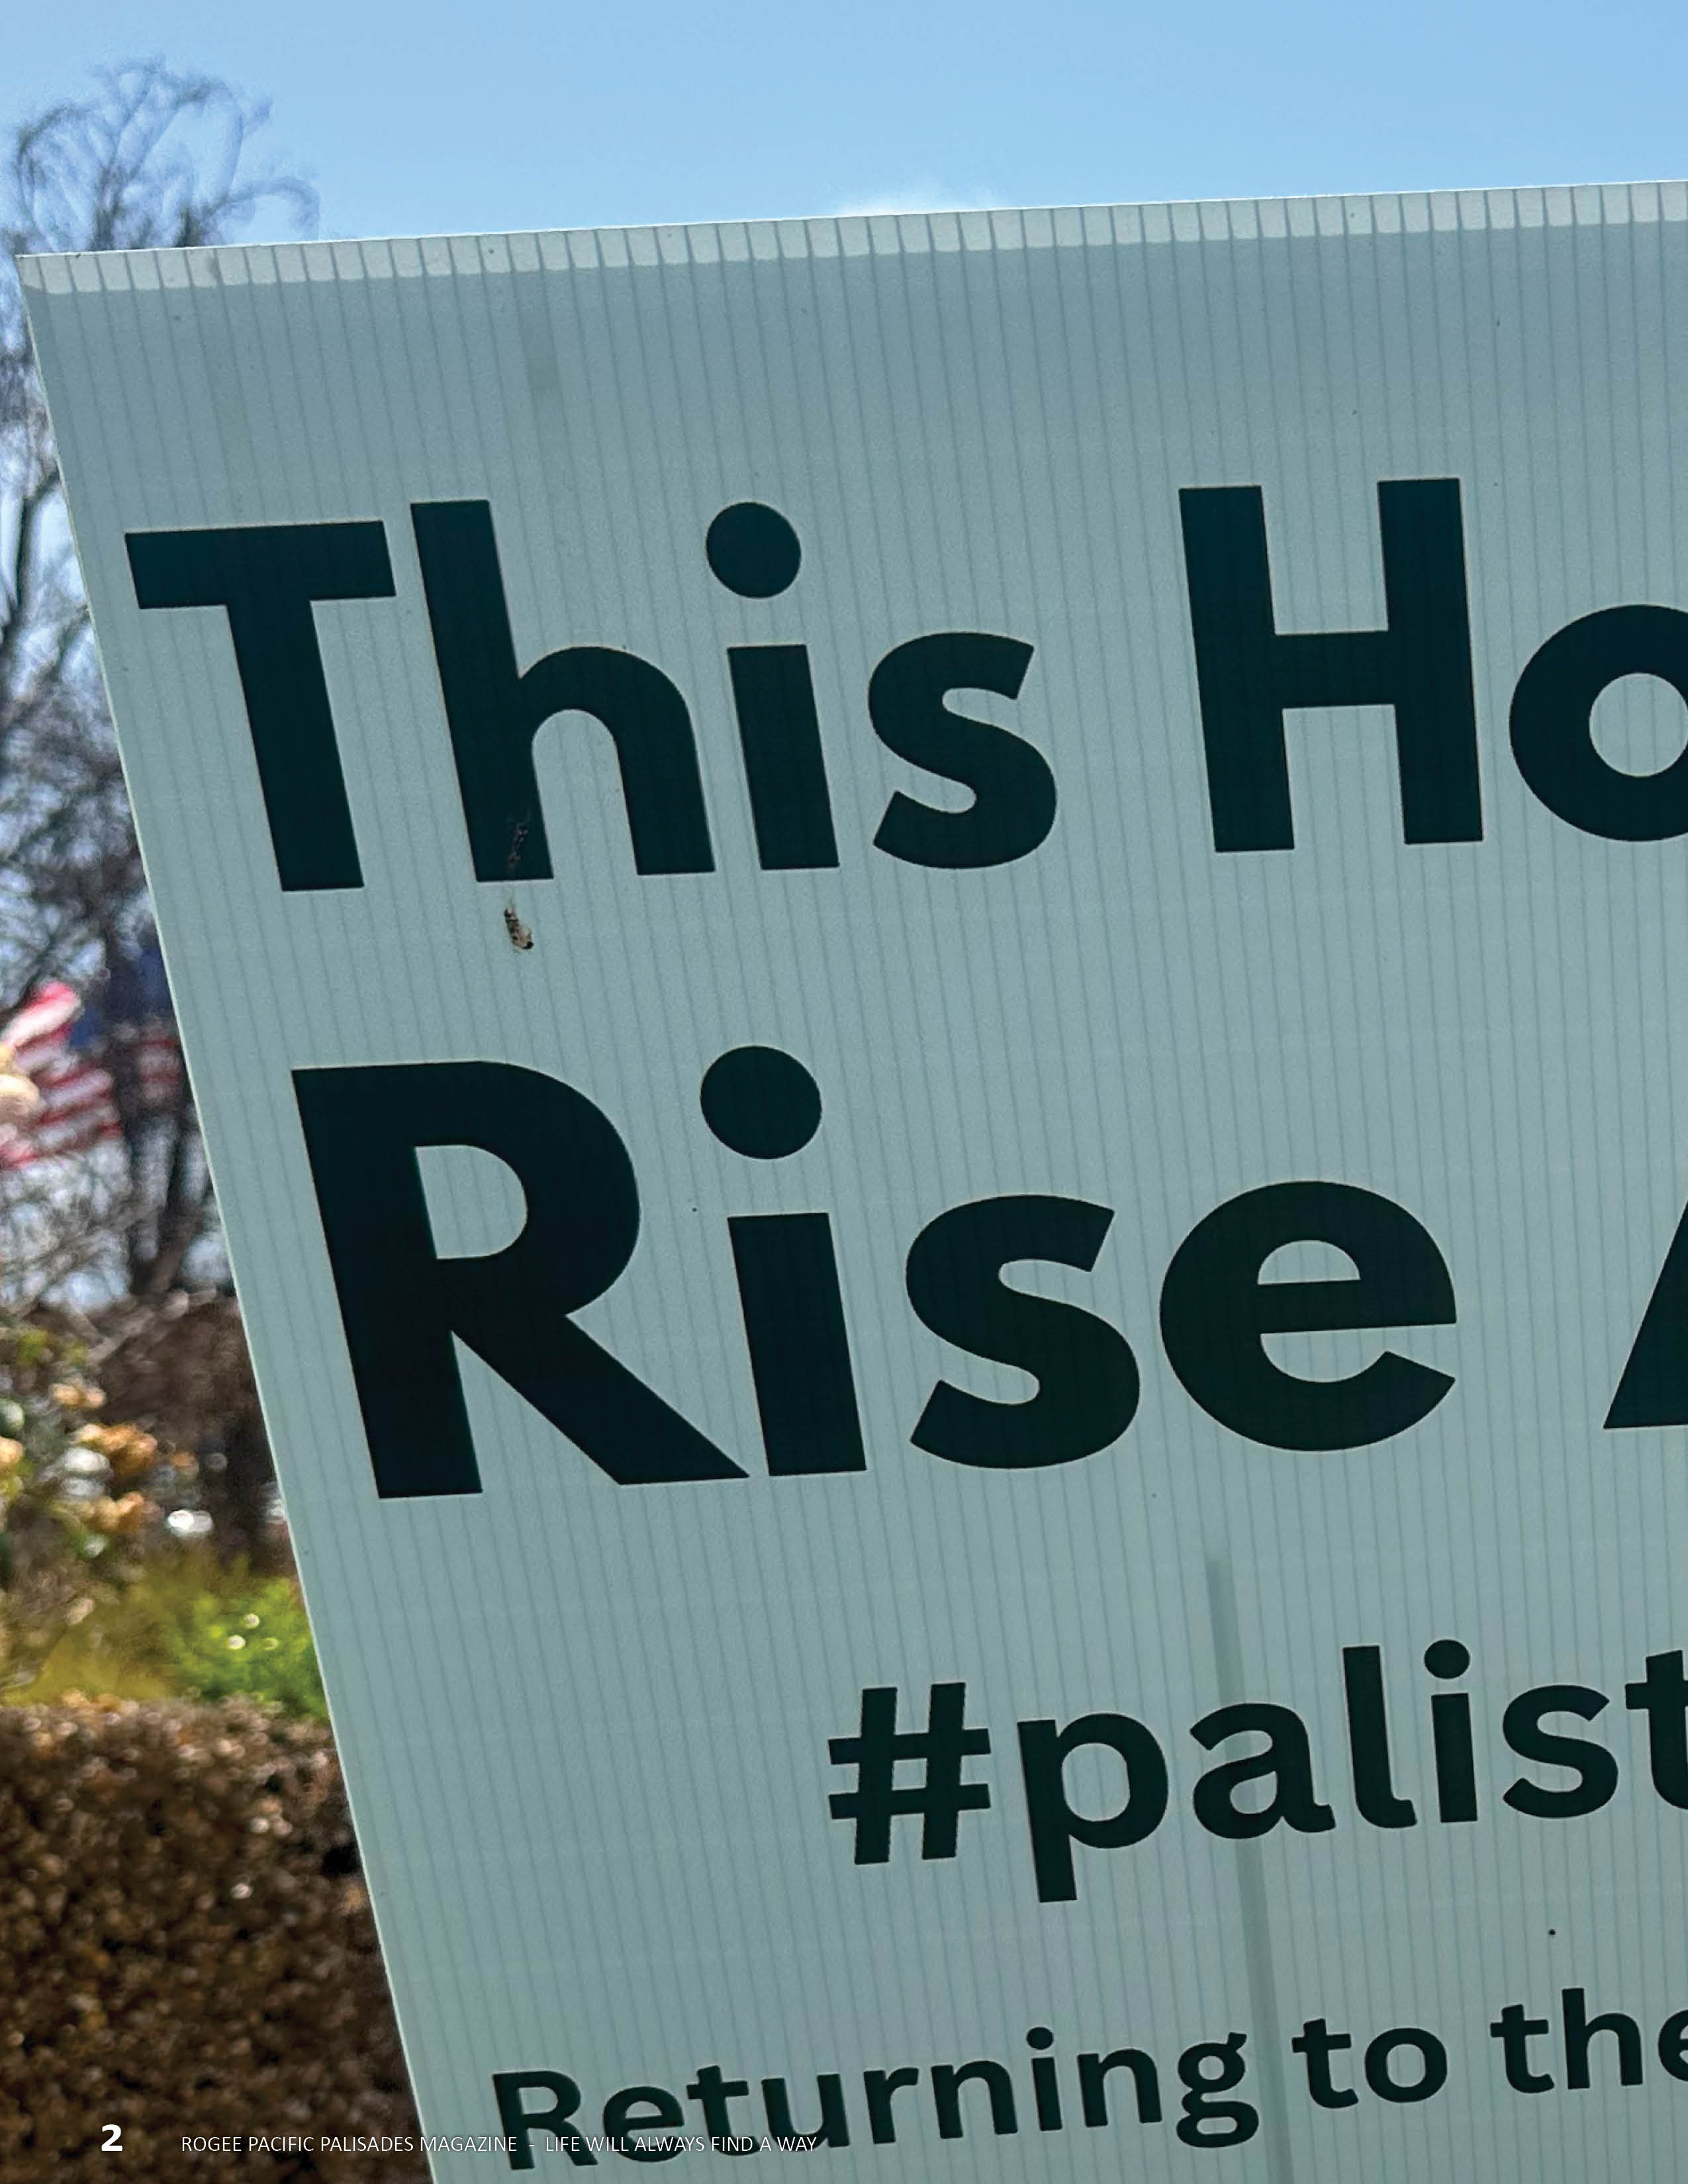 This Ho
Rise A
#palist
Returning to the
2 ROGEE PACIFIC PALISADES MAGAZINE - LIFE WILL ALWAYS FIND A WAY